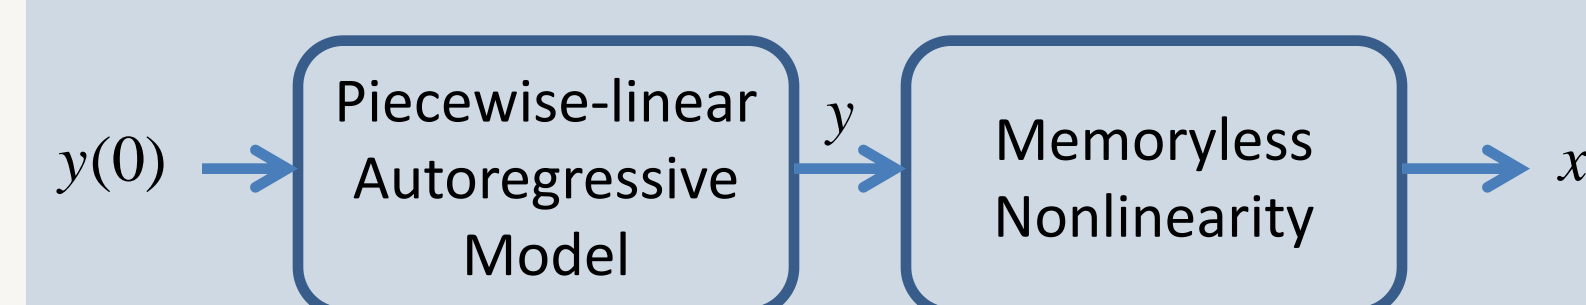 y(0)
Piecewise-linear
Autoregressive
Model
y
Memoryless
Nonlinearity
x